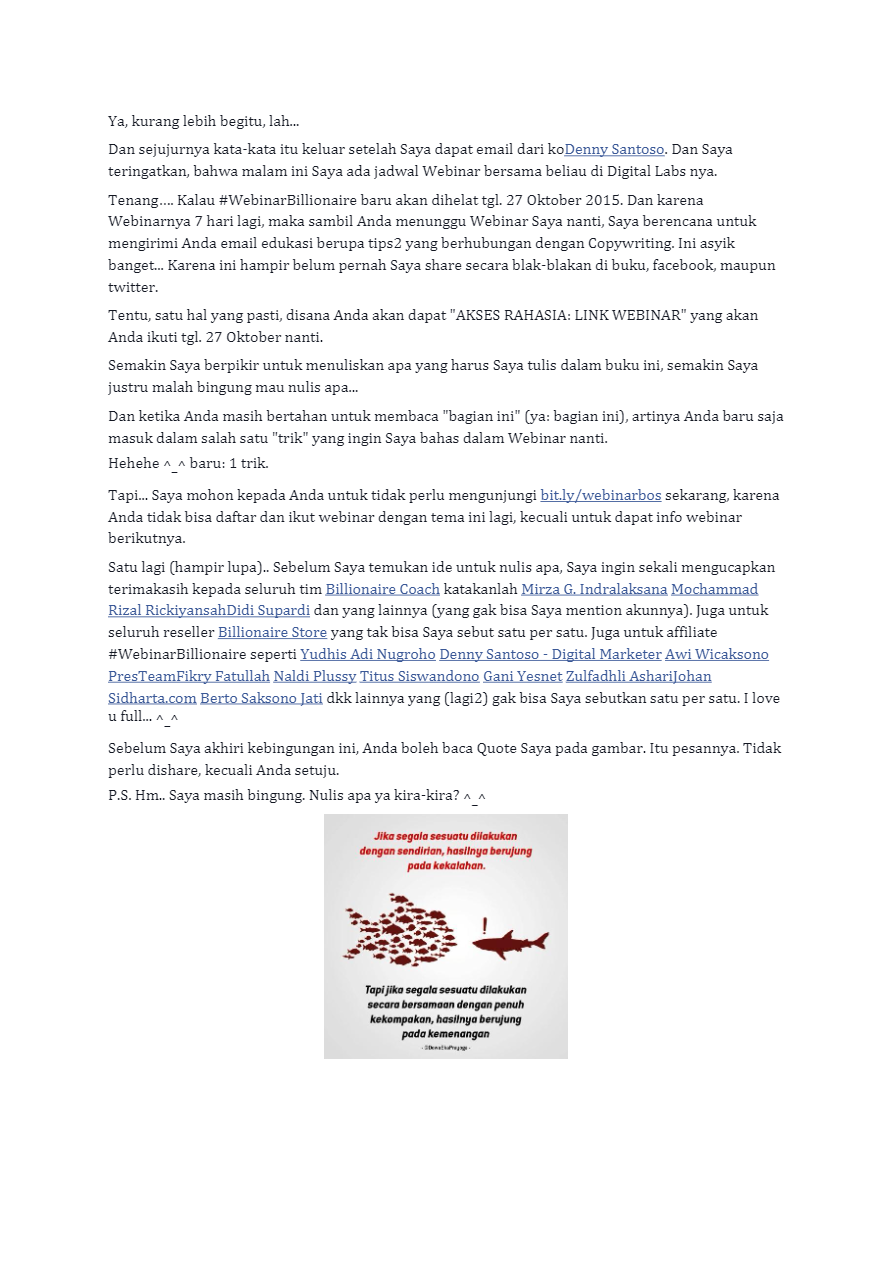 Ya, kurang lebih begitu, lah...
Dan sejujurnya kata-kata itu keluar setelah Saya dapat email dari koDenny Santoso. Dan Saya
teringatkan, bahwa malam ini Saya ada jadwal Webinar bersama beliau di Digital Labs nya.
Tenang.... Kalau #WebinarBillionaire baru akan dihelat tgl. 27 Oktober 2015. Dan karena
Webinarnya 7 hari lagi, maka sambil Anda menunggu Webinar Saya nanti, Saya berencana untuk
mengirimi Anda email edukasi berupa tips2 yang berhubungan dengan Copywriting. Ini asyik
banget... Karena ini hampir belum pernah Saya share secara blak-blakan di buku, facebook, maupun
twitter.
Tentu, satu hal yang pasti, disana Anda akan dapat "AKSES RAHASIA: LINK WEBINAR" yang akan
Anda ikuti tgl. 27 Oktober nanti.
Semakin Saya berpikir untuk menuliskan apa yang harus Saya tulis dalam buku ini, semakin Saya
justru malah bingung mau nulis apa...
Dan ketika Anda masih bertahan untuk membaca "bagian ini" (ya: bagian ini), artinya Anda baru saja
masuk dalam salah satu "trik" yang ingin Saya bahas dalam Webinar nanti.
Hehehe ^_^ baru: 1 trik.
Tapi... Saya mohon kepada Anda untuk tidak perlu mengunjungi bit.ly/webinarbos sekarang, karena
Anda tidak bisa daftar dan ikut webinar dengan tema ini lagi, kecuali untuk dapat info webinar
berikutnya.
Satu lagi (hampir lupa).. Sebelum Saya temukan ide untuk nulis apa, Saya ingin sekali mengucapkan
terimakasih kepada seluruh tim Billionaire Coach katakanlah Mirza G. Indralaksana Mochammad
Rizal RickiyansahDidi Supardi dan yang lainnya (yang gak bisa Saya mention akunnya). Juga untuk
seluruh reseller Billionaire Store yang tak bisa Saya sebut satu per satu. Juga untuk affiliate
#WebinarBillionaire seperti Yudhis Adi Nugroho Denny Santoso - Digital Marketer Awi Wicaksono
PresTeamFikry Fatullah Naldi Plussy Titus Siswandono Gani Yesnet Zulfadhli AshariJohan
Sidharta.com Berto Saksono Jati dkk lainnya yang (lagi2) gak bisa Saya sebutkan satu per satu. I love
u full... ^_^
Sebelum Saya akhiri kebingungan ini, Anda boleh baca Quote Saya pada gambar. Itu pesannya. Tidak
perlu dishare, kecuali Anda setuju.
P.S. Hm.. Saya masih bingung. Nulis apa ya kira-kira? ^_^
Jika segala sesuatu dilakukan
dengan sendirian, hasilnya berujung
pada kekalahan.
!
Tapi jika segala sesuatu dilakukan
secara bersamaan dengan penuh
kekompakan, hasilnya berujung
pada kemenangan
- @DewaEkaPrayoga -